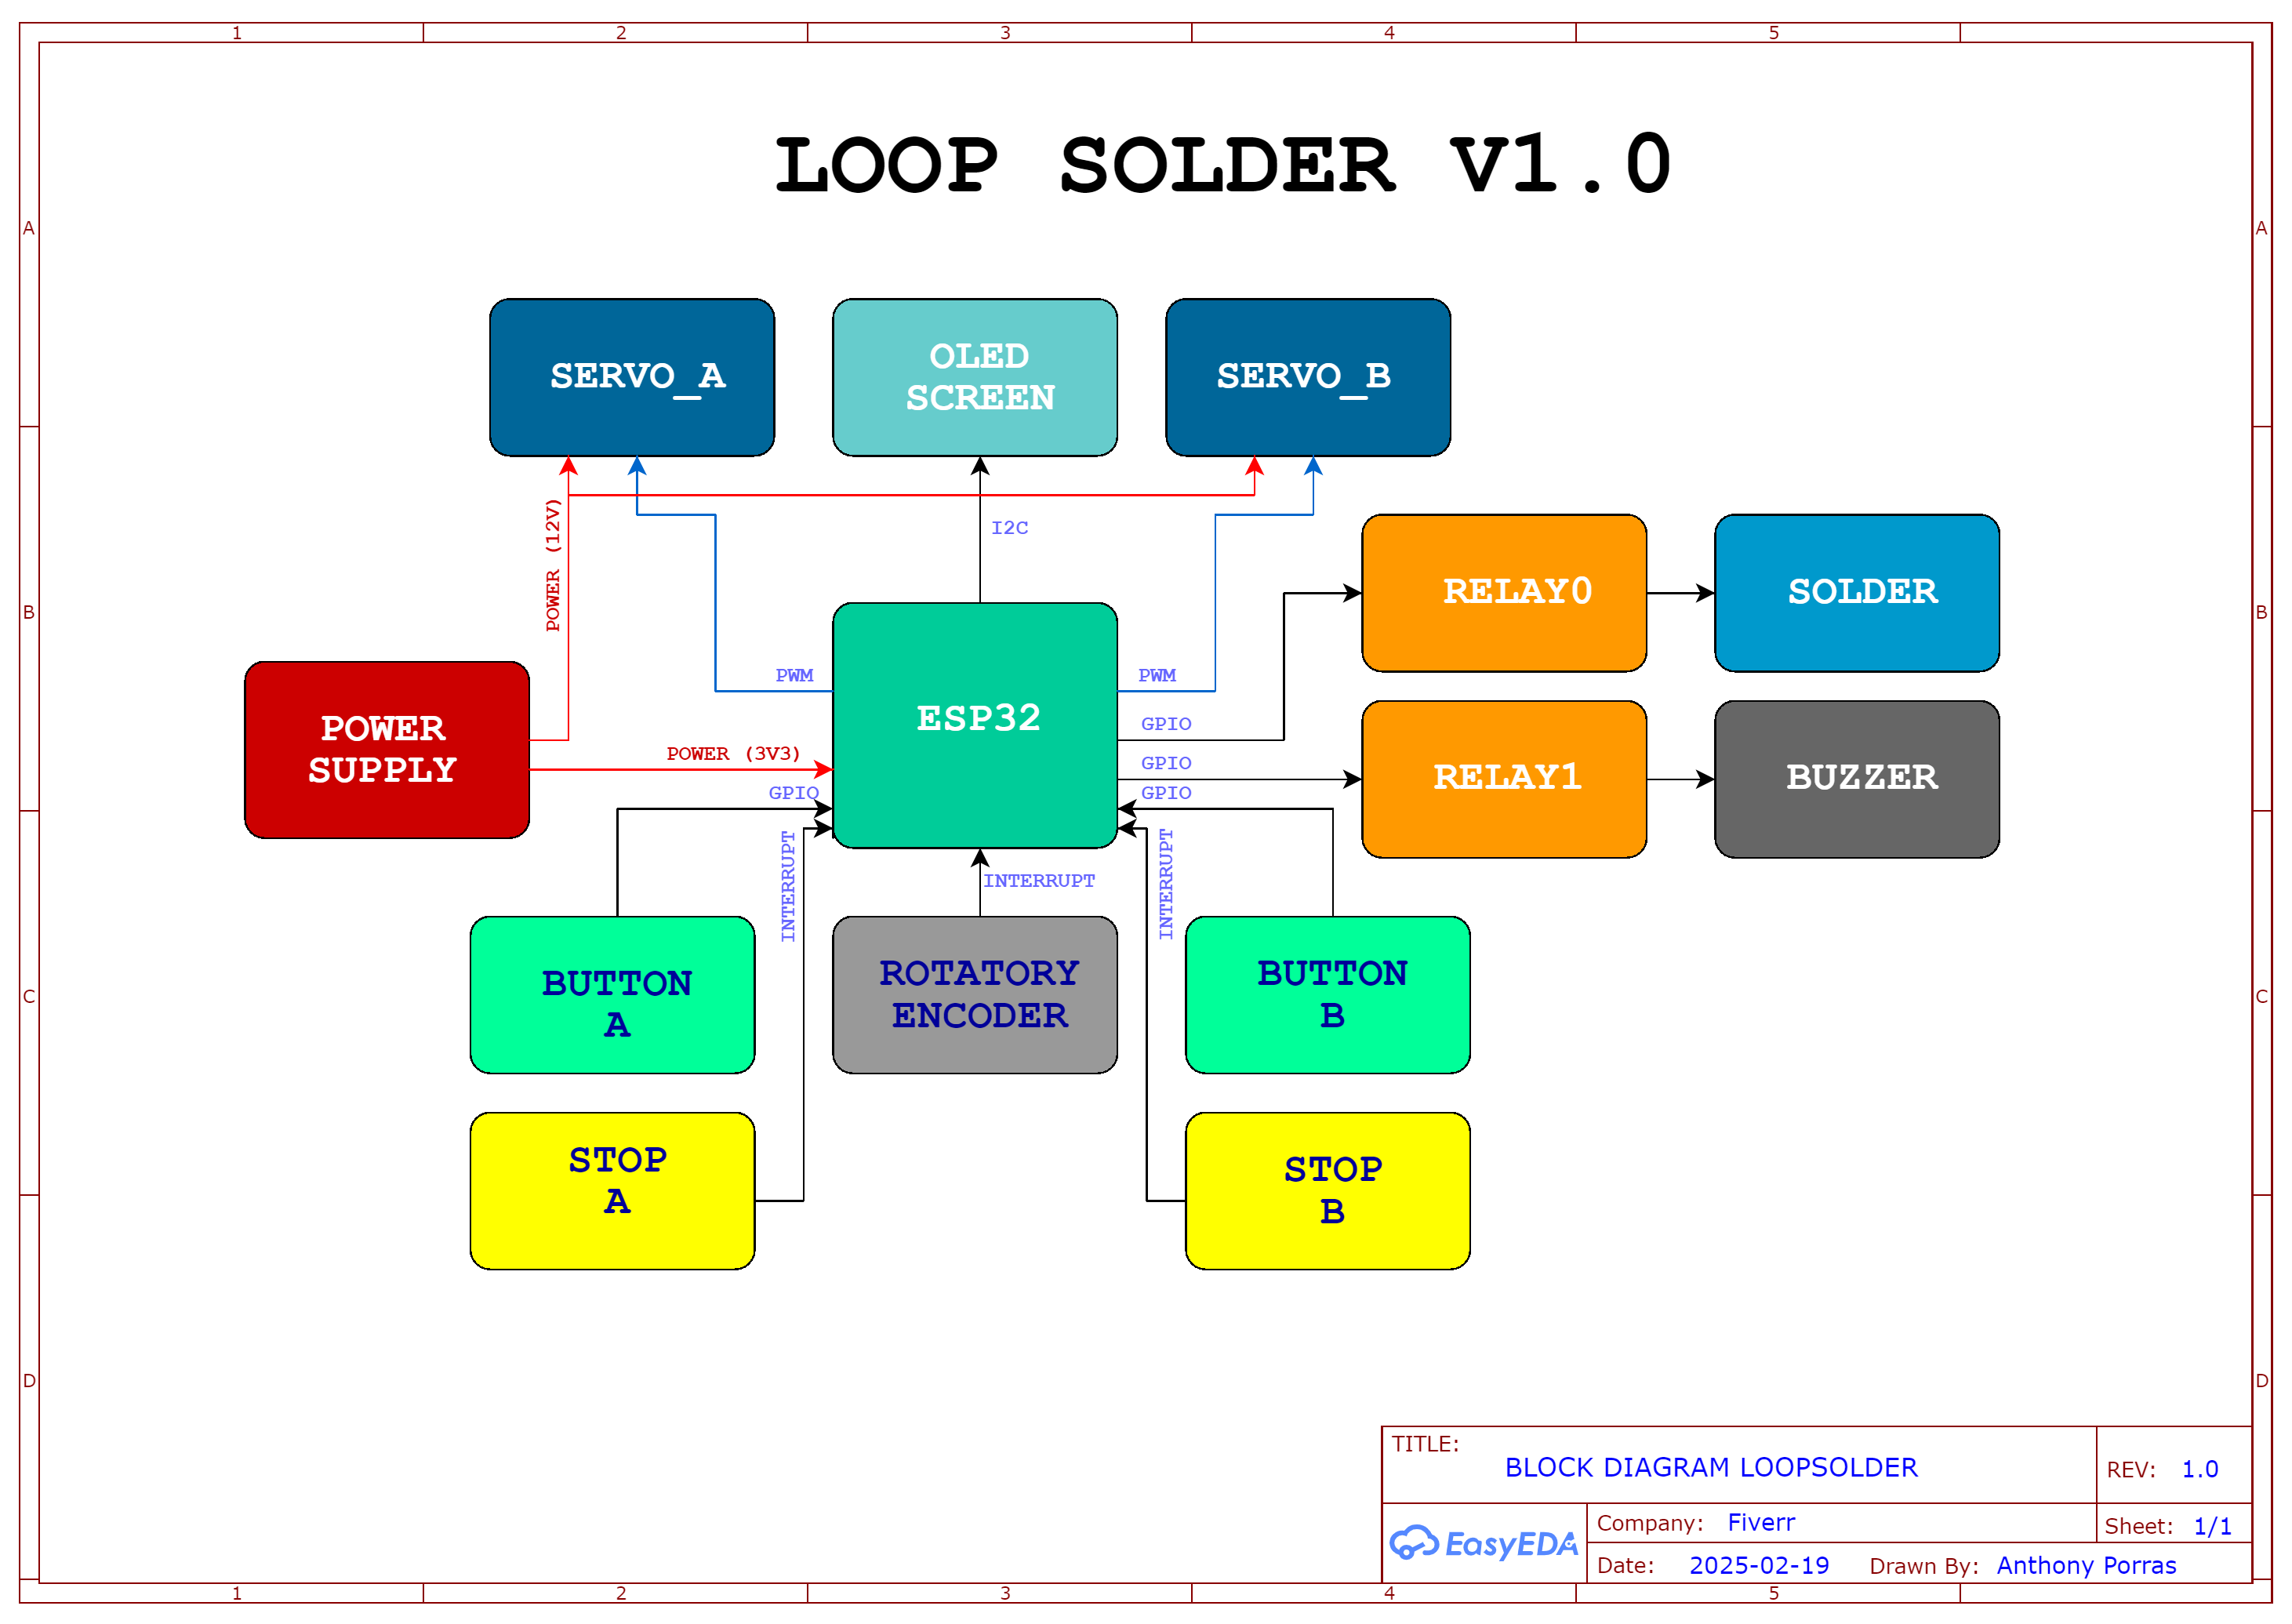 1 2 3 4 5
LOOP SOLDER V1.0
A A
SERVO_A
OLED
SCREEN
SERVO_B
POWER (12V)
I2C
B B
RELAY0
SOLDER
PWM
PWM
ESP32
GPIO
POWER
SUPPLY
POWER (3V3)
GPIO
RELAY1
BUZZER
GPIO
GPIO
INTERRUPT
INTERRUPT
INTERRUPT
BUTTON
A
ROTATORY
ENCODER
BUTTON
B
C C
STOP
A
STOP
B
D D
TITLE:
BLOCK DIAGRAM LOOPSOLDER
REV: 1.0
EasyEDA
Company: Fiverr
Sheet: 1/1
Date: 2025-02-19 Drawn By: Anthony Porras
1 2 3 4 5